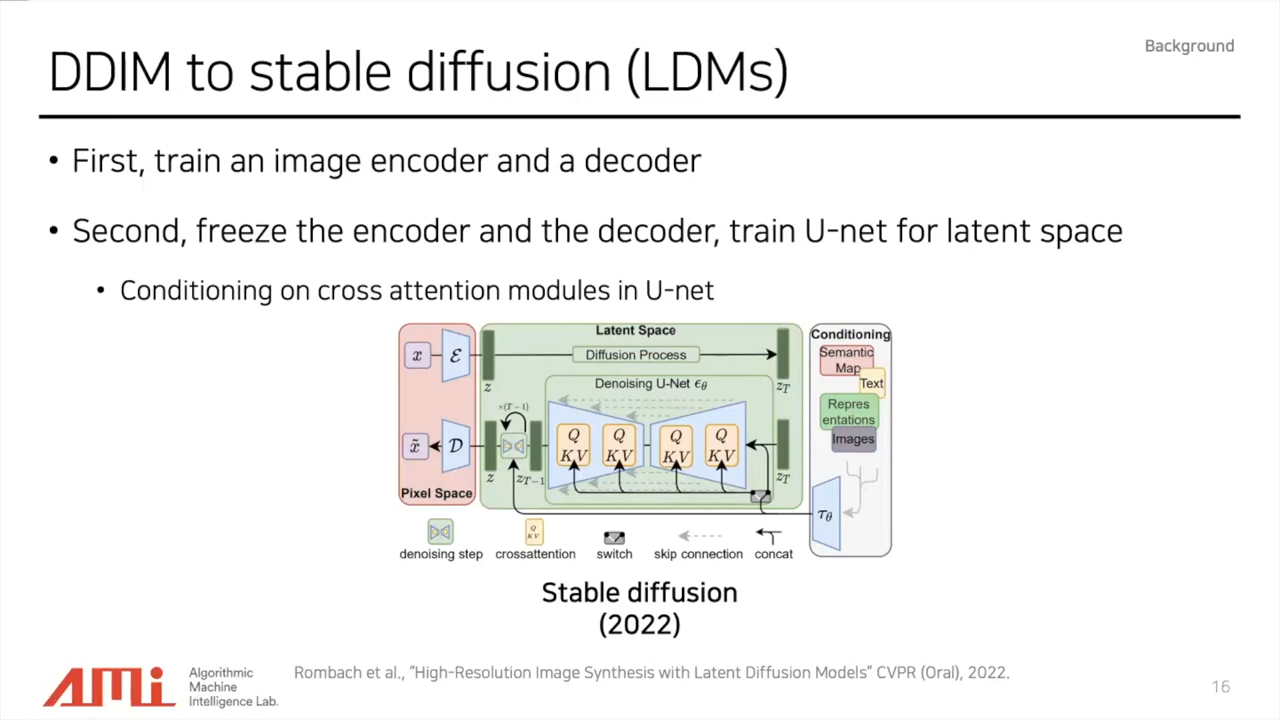 Background
DDIM to stable diffusion (LDMs)
• First, train an image encoder and a decoder
• Second, freeze the encoder and the decoder, train U-net for latent space
• Conditioning on cross attention modules in U-net
Latent Space
Conditioning
x
ℰ
z
Diffusion Process
z_T
Semantic
Map
Text
Repres
entations
Images
Denoising U-Net ϵ_θ
×(T−1)
x̃
𝒟
z
z_{T−1}
Q
K V
Q
K V
Q
K V
Q
K V
z_T
Pixel Space
τ_θ
Q
K V
denoising step
crossattention
switch
skip connection
concat
Stable diffusion
(2022)
AMi
Algorithmic
Machine
Intelligence Lab.
Rombach et al., “High-Resolution Image Synthesis with Latent Diffusion Models” CVPR (Oral), 2022.
16